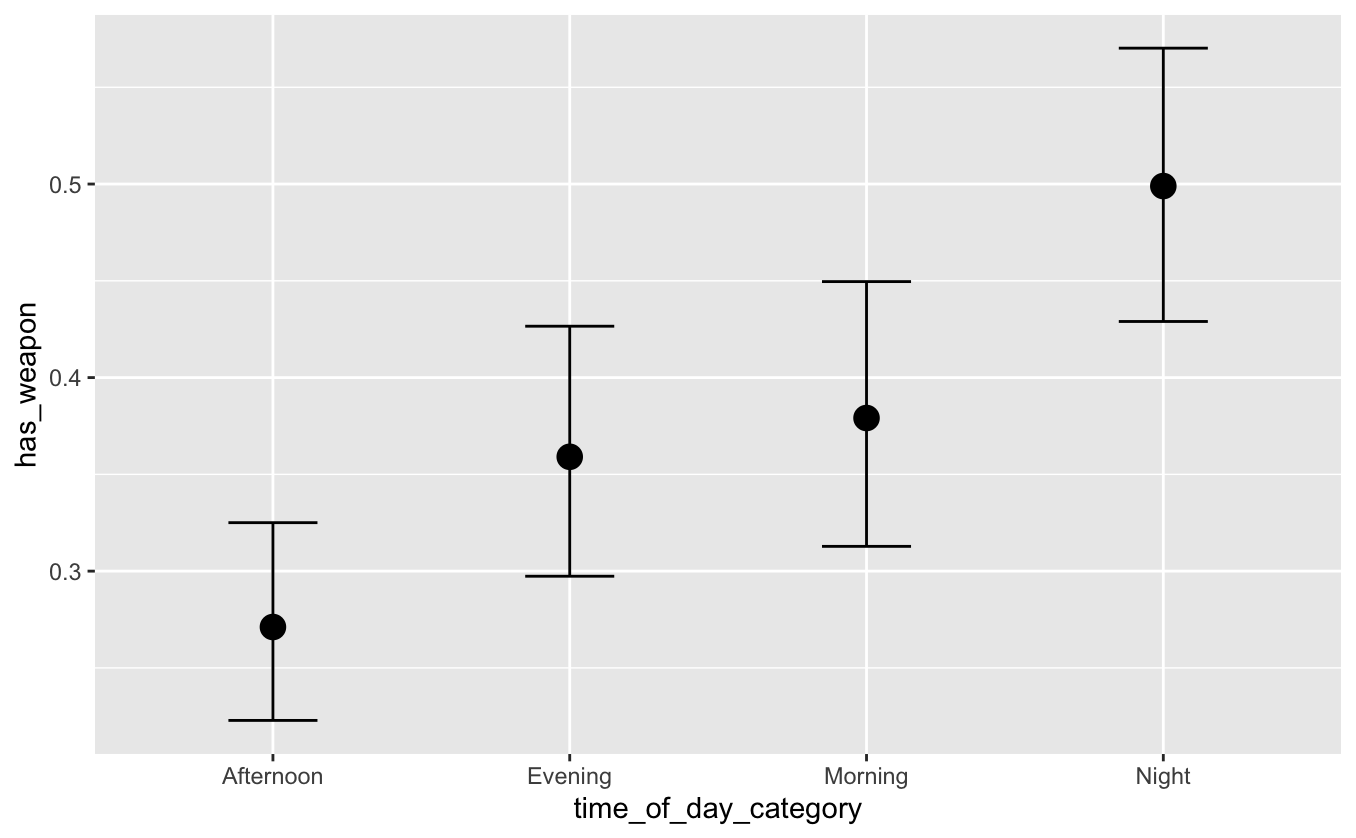 has_weapon
0.5
0.4
0.3
Afternoon Evening Morning Night
time_of_day_category